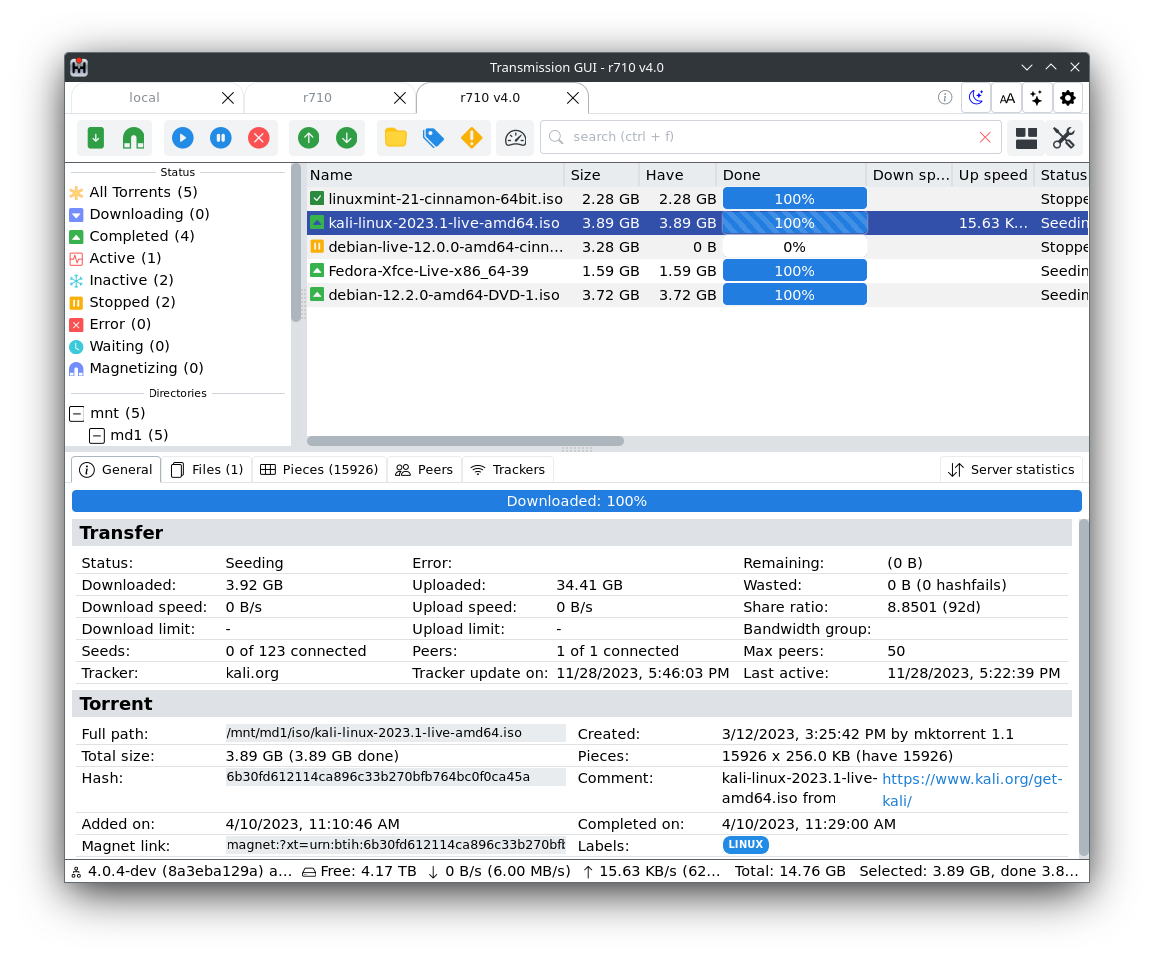 Transmission GUI - r710 v4.0
local
r710
r710 v4.0
AA
search (ctrl + f)
Status
All Torrents (5)
Downloading (0)
Completed (4)
Active (1)
Inactive (2)
Stopped (2)
Error (0)
Waiting (0)
Magnetizing (0)
Directories
mnt (5)
md1 (5)
Name Size Have Done Down sp... Up speed Status
linuxmint-21-cinnamon-64bit.iso 2.28 GB 2.28 GB 100% Stoppe
kali-linux-2023.1-live-amd64.iso 3.89 GB 3.89 GB 100% 15.63 K... Seedin
debian-live-12.0.0-amd64-cinn... 3.28 GB 0 B 0% Stoppe
Fedora-Xfce-Live-x86_64-39 1.59 GB 1.59 GB 100% Seedin
debian-12.2.0-amd64-DVD-1.iso 3.72 GB 3.72 GB 100% Seedin
General Files (1) Pieces (15926) Peers Trackers Server statistics
Downloaded: 100%
Transfer
Status: Seeding Error: Remaining: (0 B)
Downloaded: 3.92 GB Uploaded: 34.41 GB Wasted: 0 B (0 hashfails)
Download speed: 0 B/s Upload speed: 0 B/s Share ratio: 8.8501 (92d)
Download limit: - Upload limit: - Bandwidth group:
Seeds: 0 of 123 connected Peers: 1 of 1 connected Max peers: 50
Tracker: kali.org Tracker update on: 11/28/2023, 5:46:03 PM Last active: 11/28/2023, 5:22:39 PM
Torrent
Full path: /mnt/md1/iso/kali-linux-2023.1-live-amd64.iso Created: 3/12/2023, 3:25:42 PM by mktorrent 1.1
Total size: 3.89 GB (3.89 GB done) Pieces: 15926 x 256.0 KB (have 15926)
Hash: 6b30fd612114ca896c33b270bfb764bc0f0ca45a Comment: kali-linux-2023.1-live- https://www.kali.org/get-
amd64.iso from kali/
Added on: 4/10/2023, 11:10:46 AM Completed on: 4/10/2023, 11:29:00 AM
Magnet link: magnet:?xt=urn:btih:6b30fd612114ca896c33b270bfb Labels: LINUX
4.0.4-dev (8a3eba129a) a... Free: 4.17 TB 0 B/s (6.00 MB/s) 15.63 KB/s (62... Total: 14.76 GB Selected: 3.89 GB, done 3.8...